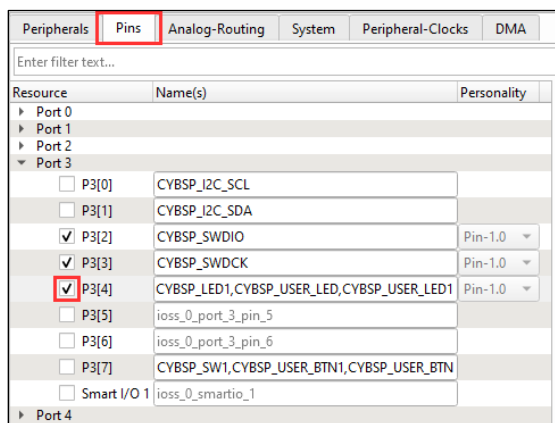 Peripherals Pins Analog-Routing System Peripheral-Clocks DMA
Enter filter text...
Resource Name(s) Personality
Port 0
Port 1
Port 2
Port 3
P3[0] CYBSP_I2C_SCL
P3[1] CYBSP_I2C_SDA
P3[2] CYBSP_SWDIO Pin-1.0
P3[3] CYBSP_SWDCK Pin-1.0
P3[4] CYBSP_LED1,CYBSP_USER_LED,CYBSP_USER_LED1 Pin-1.0
P3[5] ioss_0_port_3_pin_5
P3[6] ioss_0_port_3_pin_6
P3[7] CYBSP_SW1,CYBSP_USER_BTN1,CYBSP_USER_BTN
Smart I/O 1 ioss_0_smartio_1
Port 4